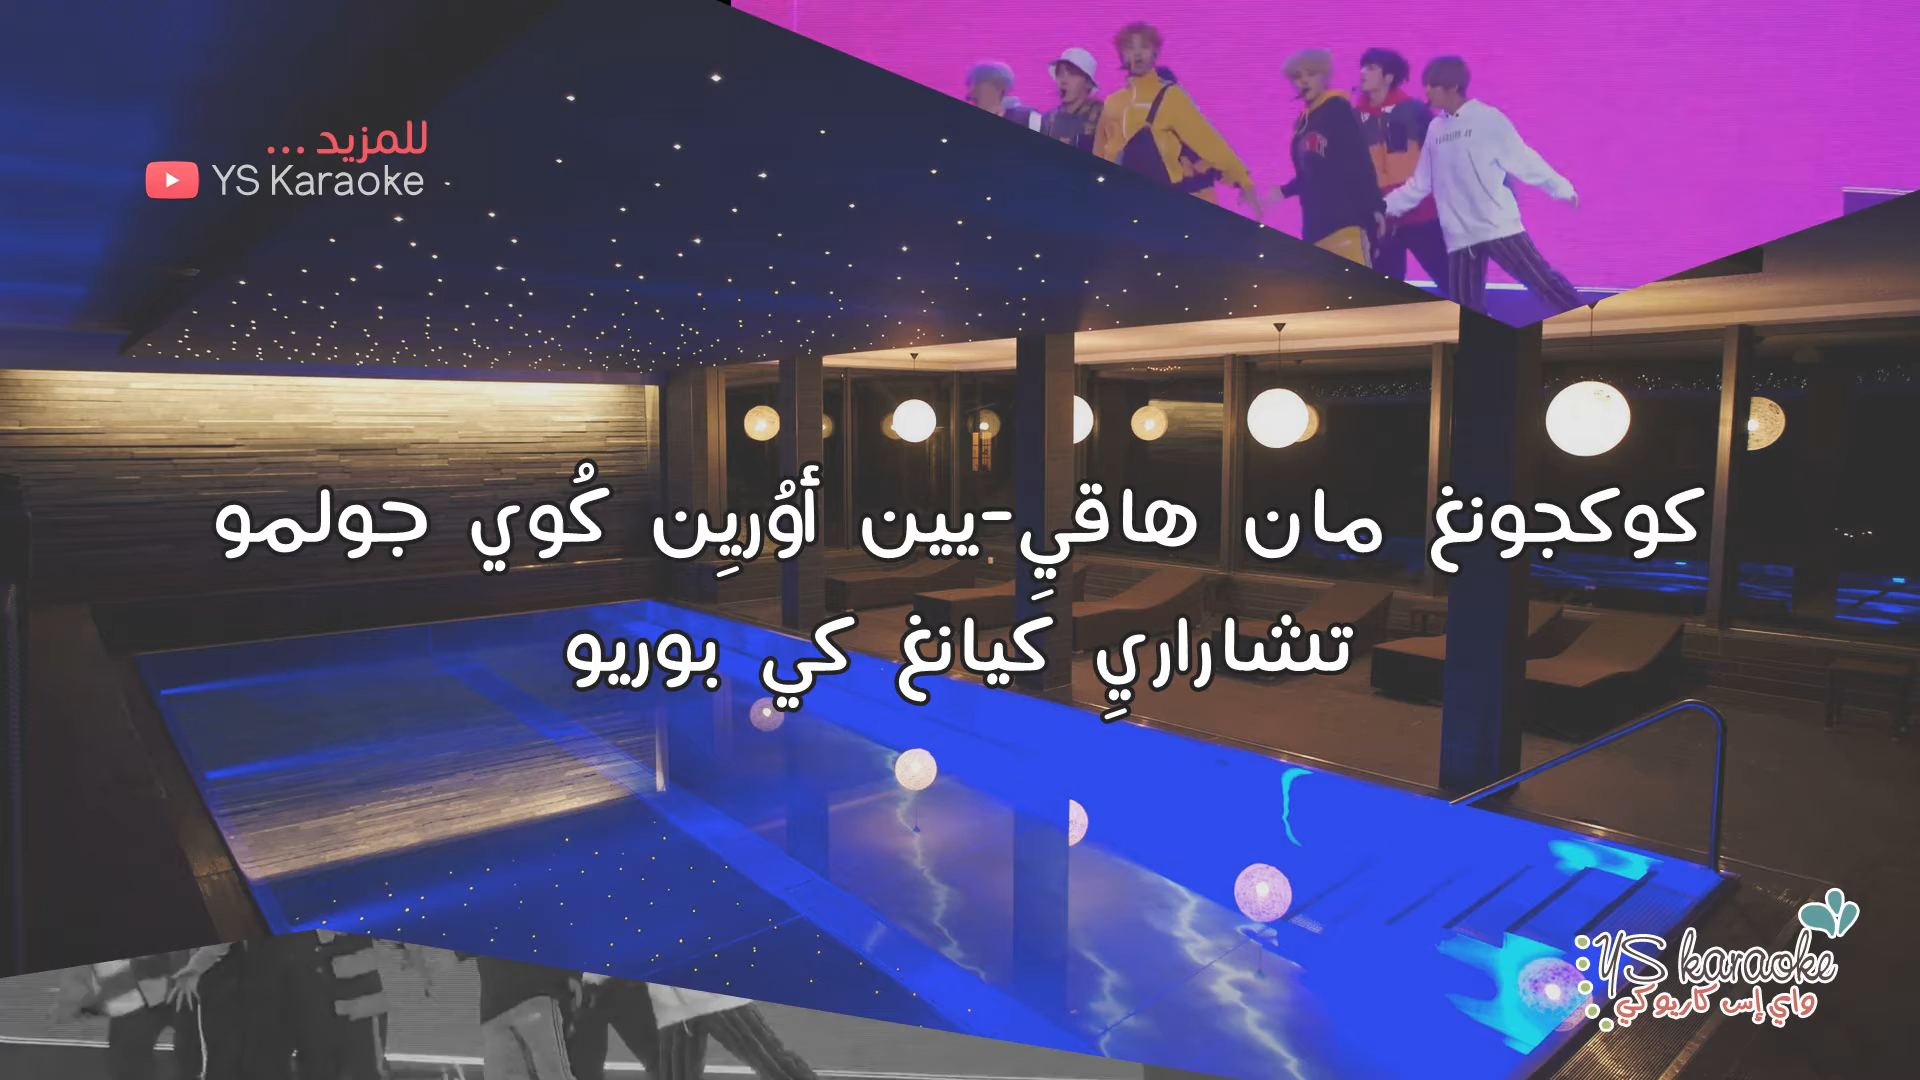 للمزيد ...
YS Karaoke
كوكجونغ مان هاقيِ-يين أوُريِن كُوي جولمو
تشاراريِ كيانغ كي بوريو
YS karaoke
واي إس كاريوكي